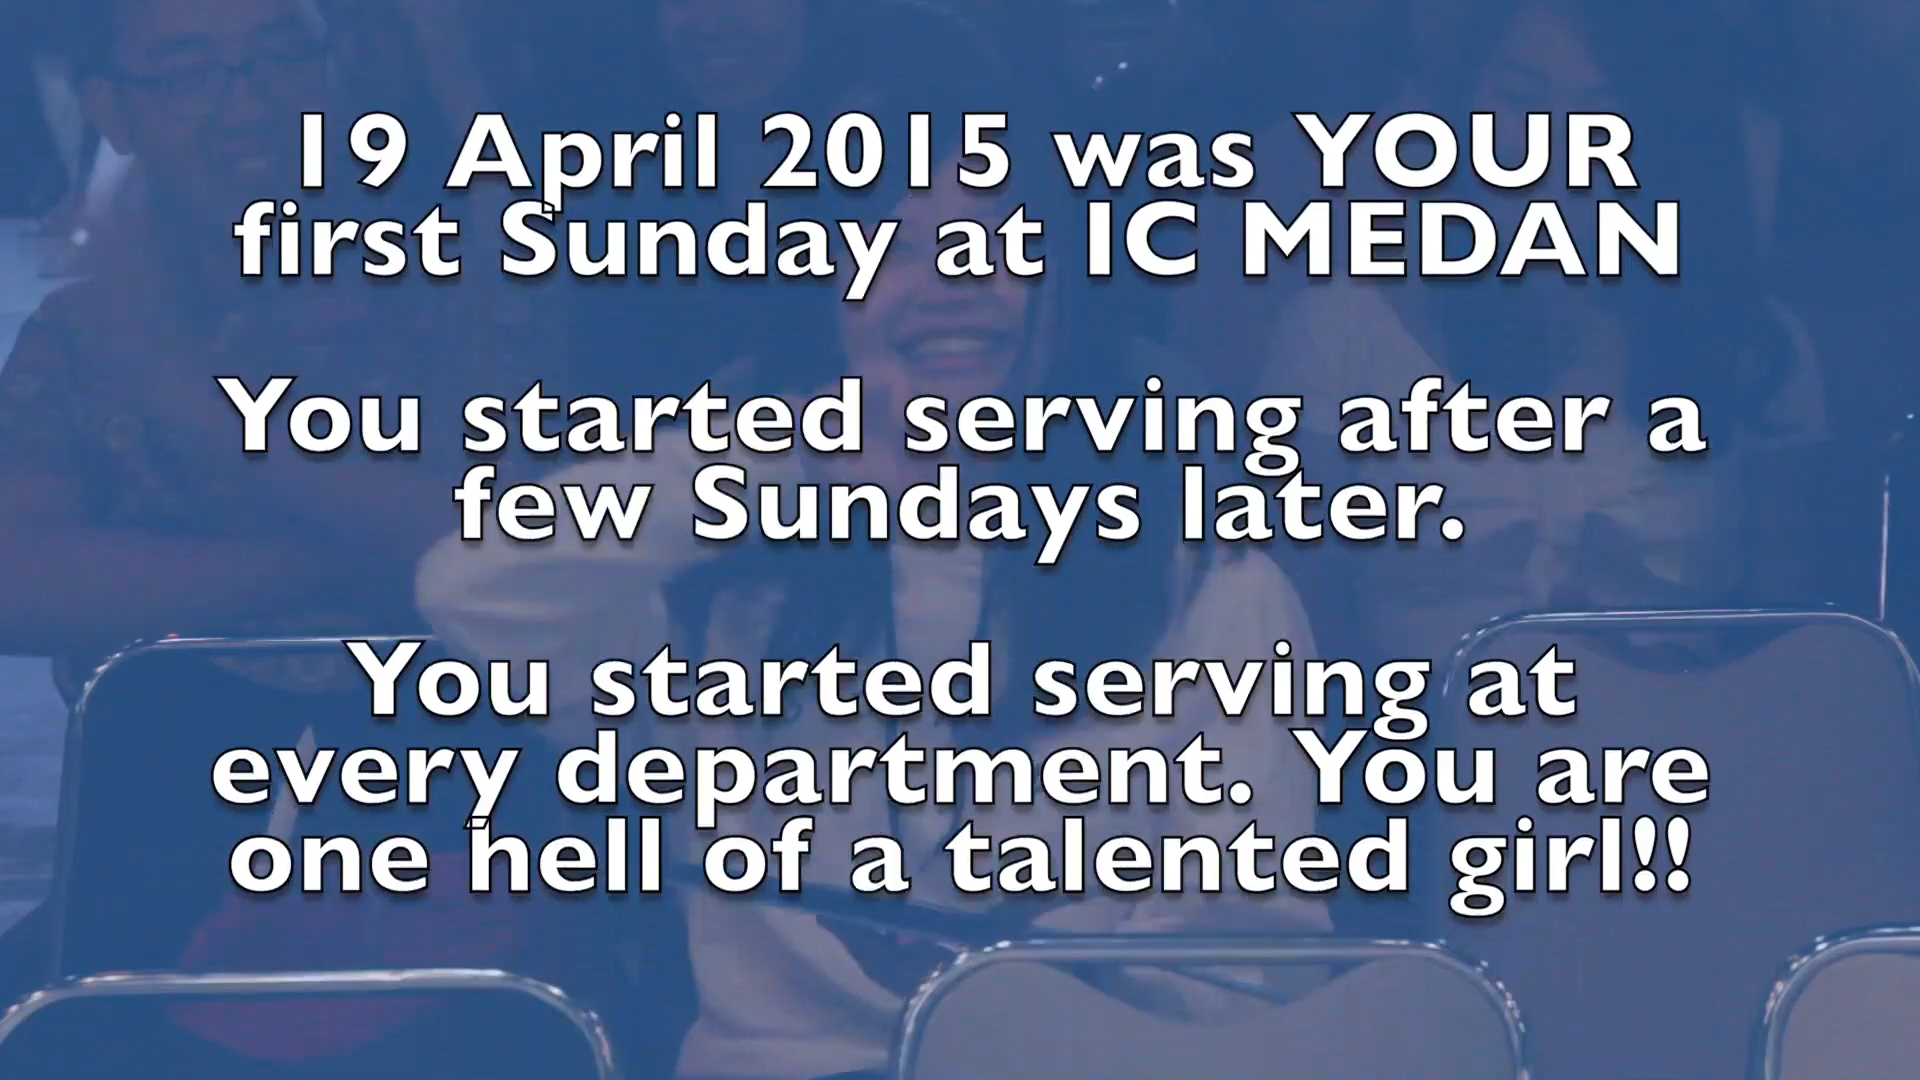 19 April 2015 was YOUR
first Sunday at IC MEDAN
You started serving after a
few Sundays later.
You started serving at
every department. You are
one hell of a talented girl!!